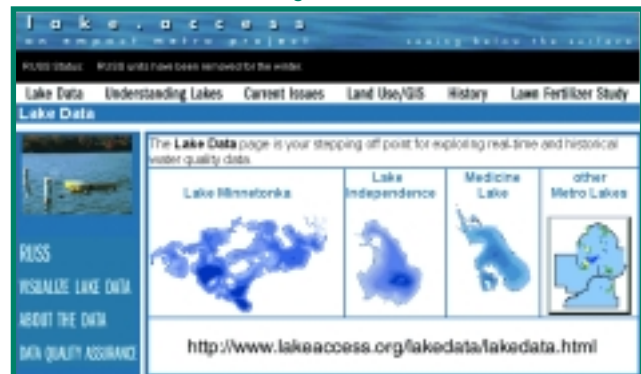 lake.access
an empact metro project seeing below the surface
RUSS Status: RUSS units have been removed for the winter.
Lake Data Understanding Lakes Current Issues Land Use/GIS History Lawn Fertilizer Study
Lake Data
The Lake Data page is your stepping off point for exploring real-time and historical
water quality data.
Lake Minnetonka
Lake
Independence
Medicine
Lake
other
Metro Lakes
RUSS
VISUALIZE LAKE DATA
ABOUT THE DATA
DATA QUALITY ASSURANCE
http://www.lakeaccess.org/lakedata/lakedata.html